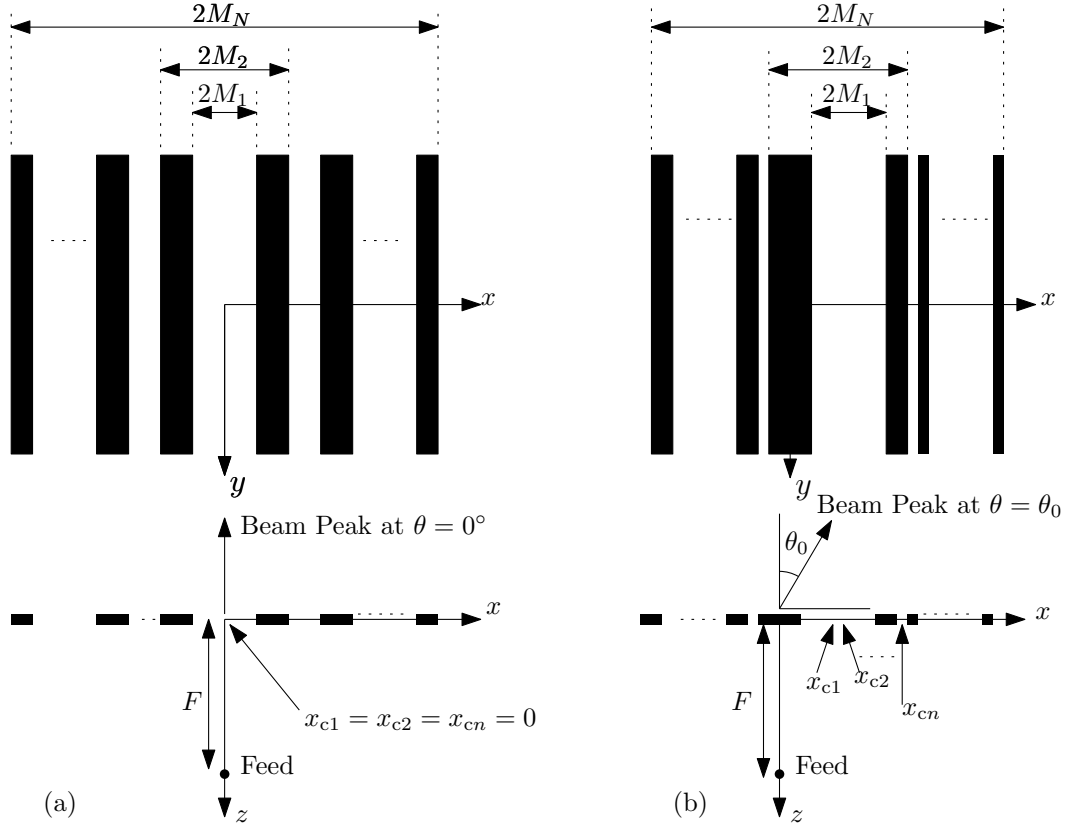 2M_N
2M_2
2M_1
x
y
Beam Peak at θ = 0°
x
F
x_c1 = x_c2 = x_cn = 0
Feed
z
(a)
2M_N
2M_2
2M_1
x
y
Beam Peak at θ = θ_0
θ_0
x
x_c1
x_c2
x_cn
F
Feed
z
(b)